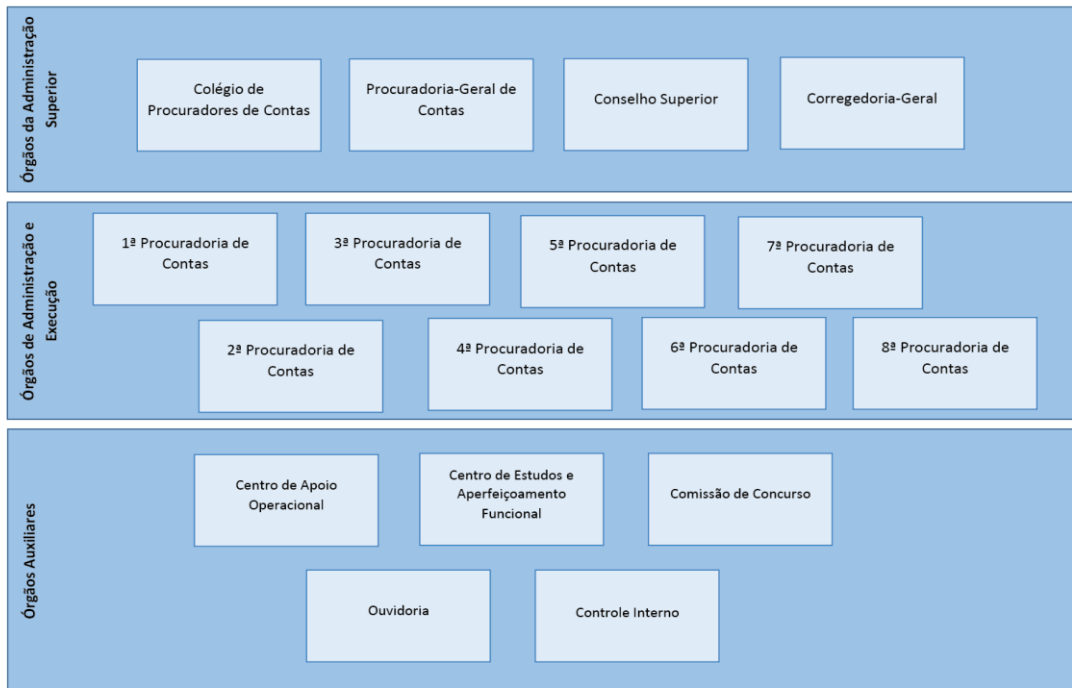 Órgãos da Administração
Superior
Colégio de
Procuradores de Contas
Procuradoria-Geral de
Contas
Conselho Superior
Corregedoria-Geral
Órgãos de Administração e
Execução
1ª Procuradoria de
Contas
3ª Procuradoria de
Contas
5ª Procuradoria de
Contas
7ª Procuradoria de
Contas
2ª Procuradoria de
Contas
4ª Procuradoria de
Contas
6ª Procuradoria de
Contas
8ª Procuradoria de
Contas
Órgãos Auxiliares
Centro de Apoio
Operacional
Centro de Estudos e
Aperfeiçoamento
Funcional
Comissão de Concurso
Ouvidoria
Controle Interno